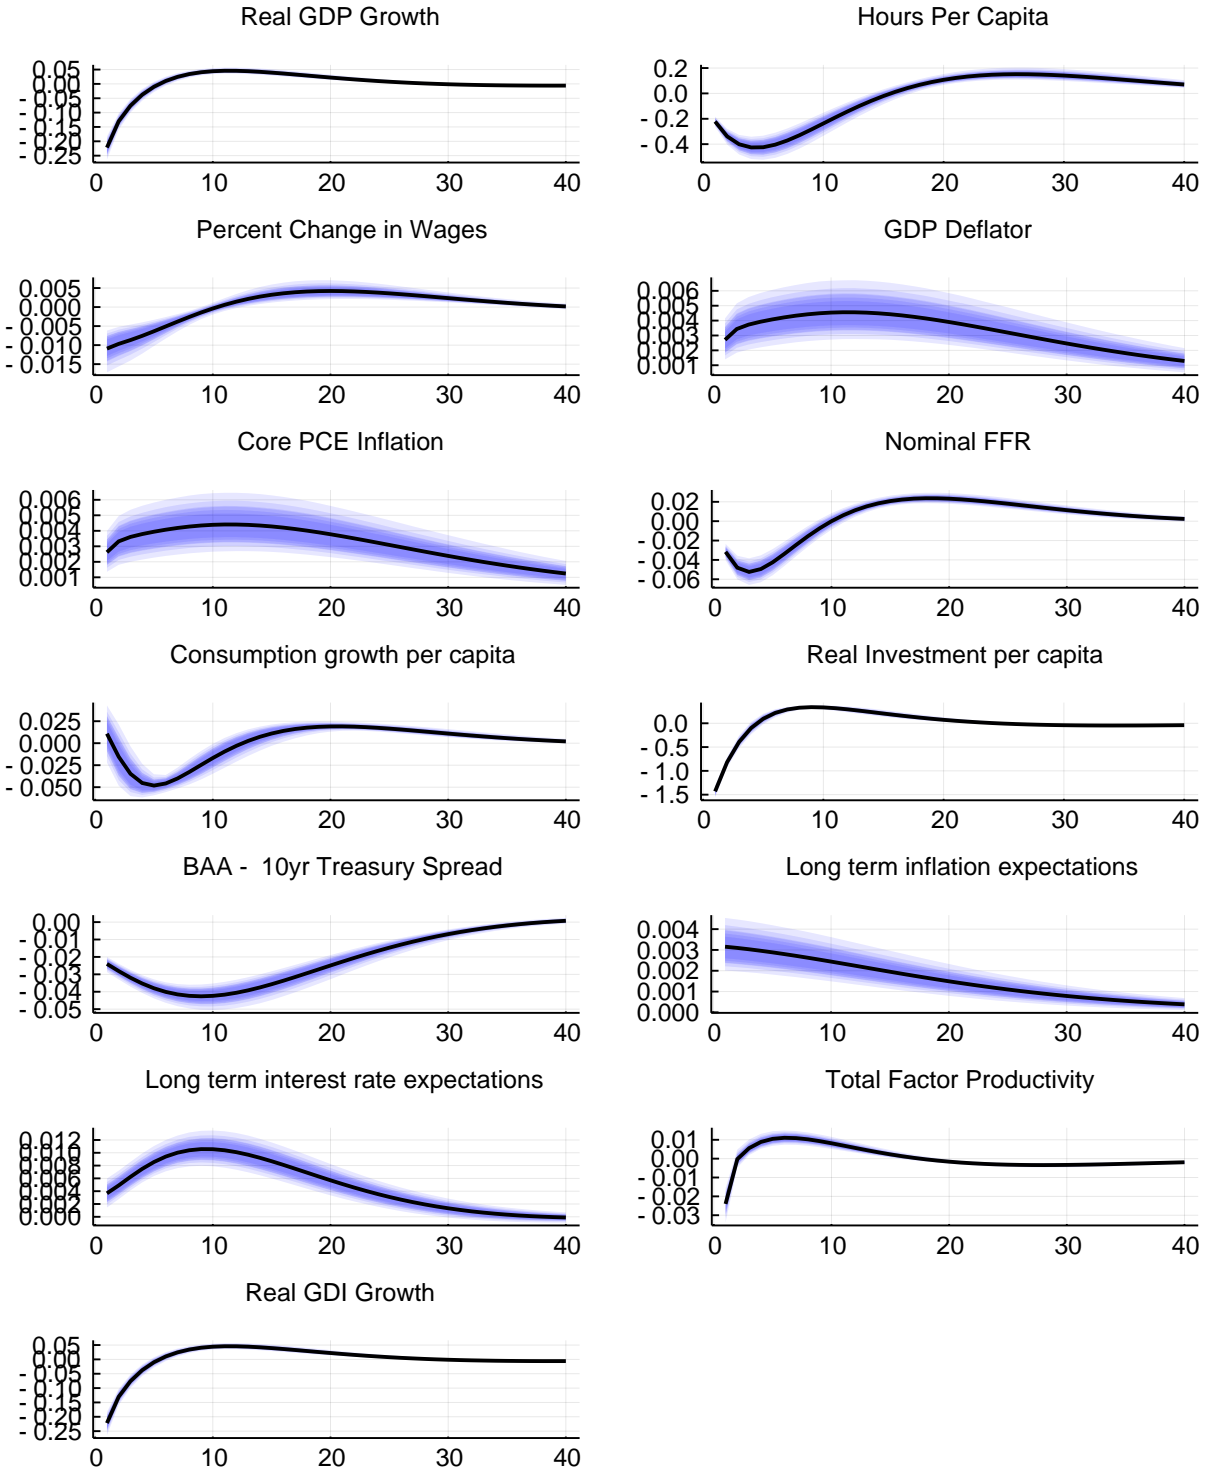 Real GDP Growth
0.05
0.00
- 0.05
- 0.10
- 0.15
- 0.20
- 0.25
0 10 20 30 40
Hours Per Capita
0.2
0.0
- 0.2
- 0.4
0 10 20 30 40
Percent Change in Wages
0.005
0.000
- 0.005
- 0.010
- 0.015
0 10 20 30 40
GDP Deflator
0.006
0.005
0.004
0.003
0.002
0.001
0 10 20 30 40
Core PCE Inflation
0.006
0.005
0.004
0.003
0.002
0.001
0 10 20 30 40
Nominal FFR
0.02
0.00
- 0.02
- 0.04
- 0.06
0 10 20 30 40
Consumption growth per capita
0.025
0.000
- 0.025
- 0.050
0 10 20 30 40
Real Investment per capita
0.0
- 0.5
- 1.0
- 1.5
0 10 20 30 40
BAA - 10yr Treasury Spread
0.00
- 0.01
- 0.02
- 0.03
- 0.04
- 0.05
0 10 20 30 40
Long term inflation expectations
0.004
0.003
0.002
0.001
0.000
0 10 20 30 40
Long term interest rate expectations
0.012
0.010
0.008
0.006
0.004
0.002
0.000
0 10 20 30 40
Total Factor Productivity
0.01
0.00
- 0.01
- 0.02
- 0.03
0 10 20 30 40
Real GDI Growth
0.05
0.00
- 0.05
- 0.10
- 0.15
- 0.20
- 0.25
0 10 20 30 40